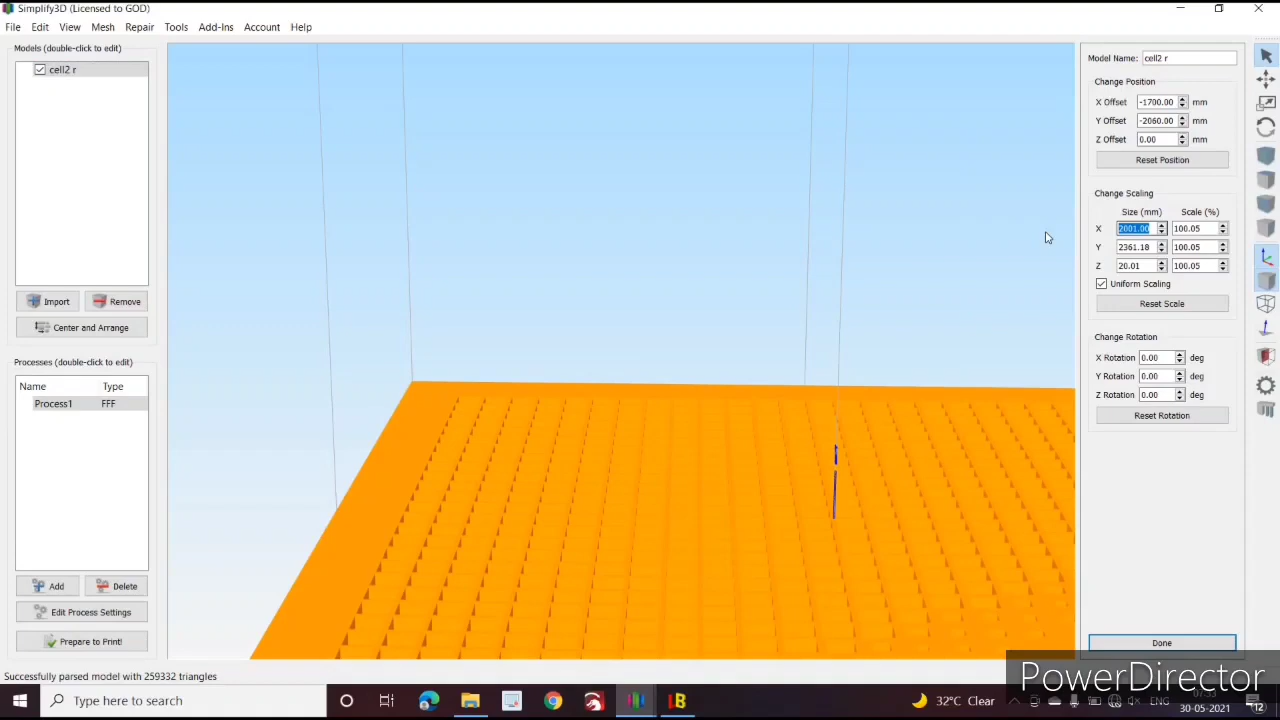 Simplify3D (Licensed to GOD)
File Edit View Mesh Repair Tools Add-Ins Account Help
Models (double-click to edit)
cell2 r
Import Remove
Center and Arrange
Processes (double-click to edit)
Name Type
Process1 FFF
Add Delete
Edit Process Settings
Prepare to Print!
Model Name: cell2 r
Change Position
X Offset -1700.00 mm
Y Offset -2060.00 mm
Z Offset 0.00 mm
Reset Position
Change Scaling
Size (mm) Scale (%)
X 2001.00 100.05
Y 2361.18 100.05
Z 20.01 100.05
Uniform Scaling
Reset Scale
Change Rotation
X Rotation 0.00 deg
Y Rotation 0.00 deg
Z Rotation 0.00 deg
Reset Rotation
Done
PowerDirector
Successfully parsed model with 259332 triangles
Type here to search
32°C Clear
ENG
30-05-2021